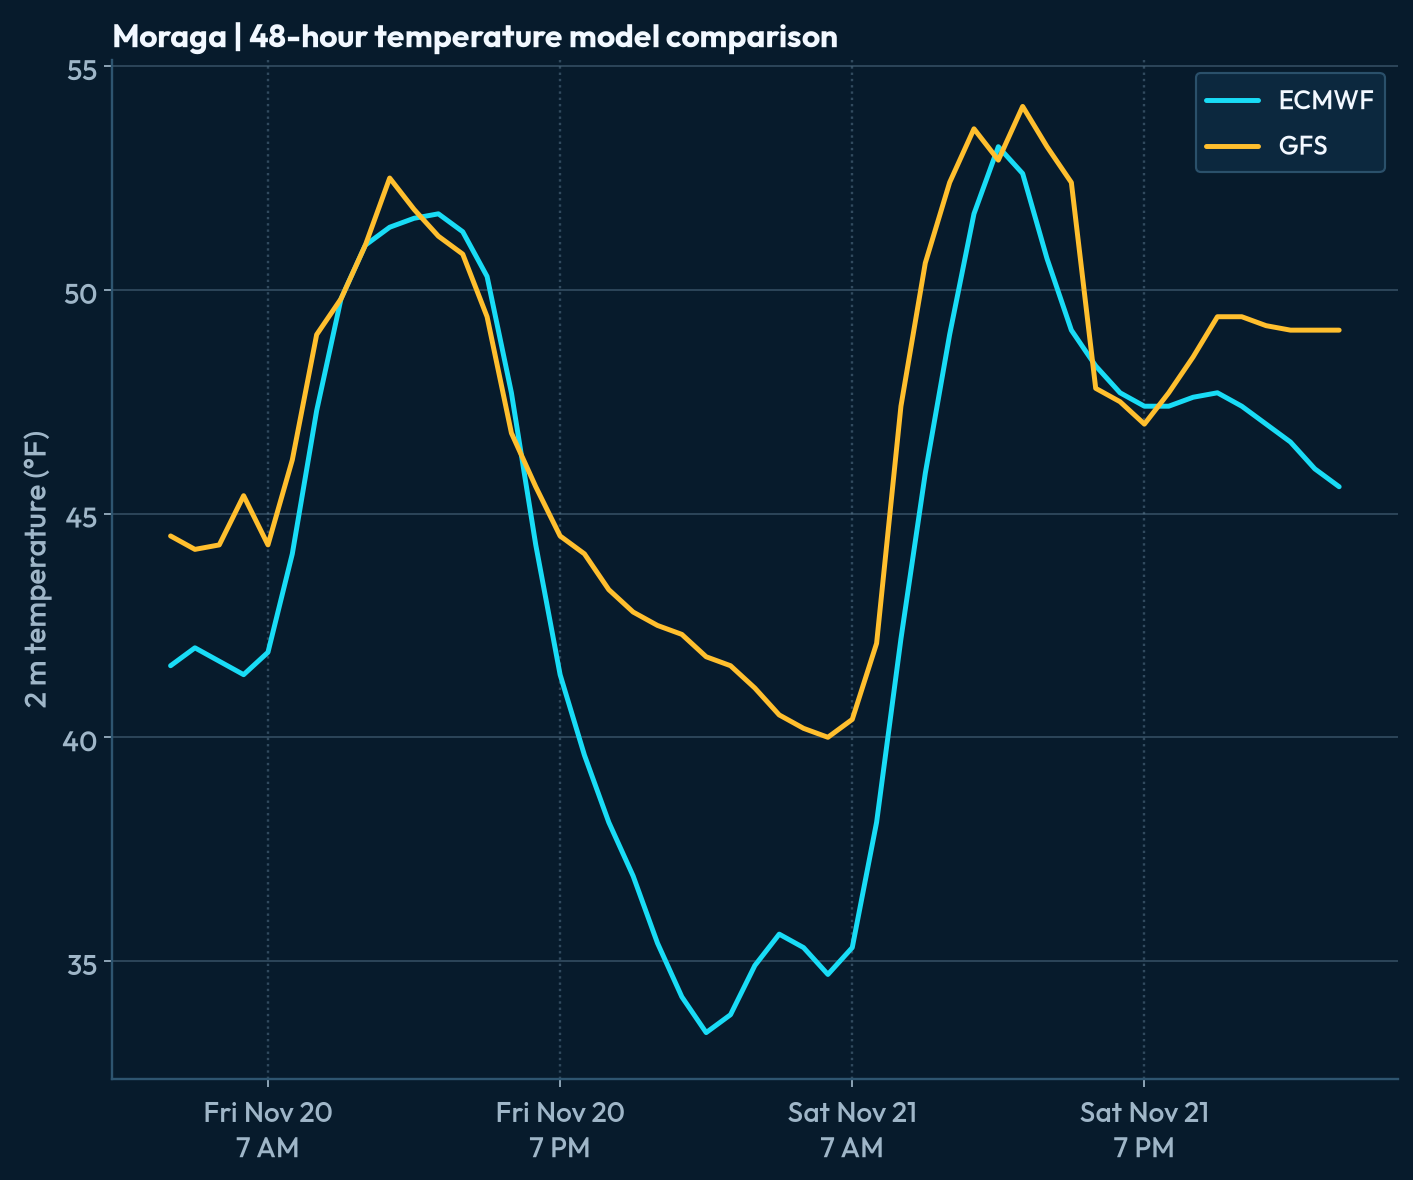 Moraga | 48-hour temperature model comparison
ECMWF
GFS
2 m temperature (°F)
55
50
45
40
35
Fri Nov 20
7 AM
Fri Nov 20
7 PM
Sat Nov 21
7 AM
Sat Nov 21
7 PM